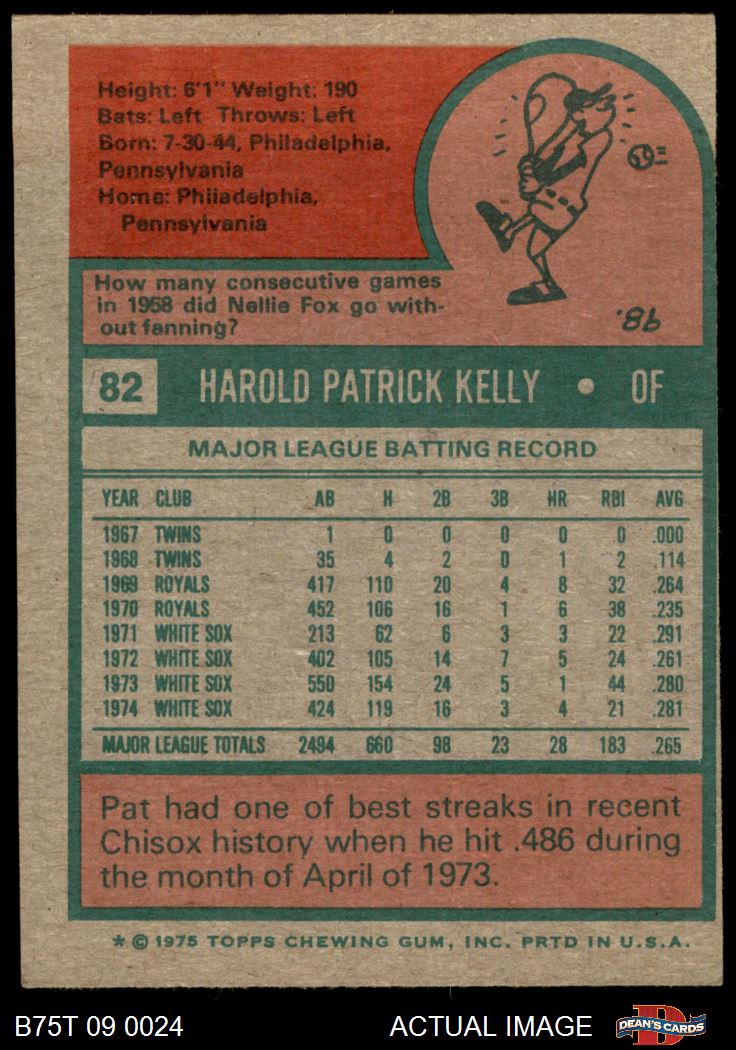 Height: 6'1" Weight: 190
Bats: Left Throws: Left
Born: 7-30-44, Philadelphia,
Pennsylvania
Home: Philadelphia,
Pennsylvania
How many consecutive games
in 1958 did Nellie Fox go with-
out fanning?
98.
82 HAROLD PATRICK KELLY • OF
MAJOR LEAGUE BATTING RECORD
YEAR CLUB AB H 2B 3B HR RBI AVG
1967 TWINS 1 0 0 0 0 0 .000
1968 TWINS 35 4 2 0 1 2 .114
1969 ROYALS 417 110 20 4 8 32 .264
1970 ROYALS 452 106 16 1 6 38 .235
1971 WHITE SOX 213 62 6 3 3 22 .291
1972 WHITE SOX 402 105 14 7 5 24 .261
1973 WHITE SOX 550 154 24 5 1 44 .280
1974 WHITE SOX 424 119 16 3 4 21 .281
MAJOR LEAGUE TOTALS 2494 660 98 23 28 183 .265
Pat had one of best streaks in recent
Chisox history when he hit .486 during
the month of April of 1973.
* © 1975 TOPPS CHEWING GUM, INC. PRTD IN U.S.A.
B75T 09 0024 ACTUAL IMAGE DEAN'S CARDS